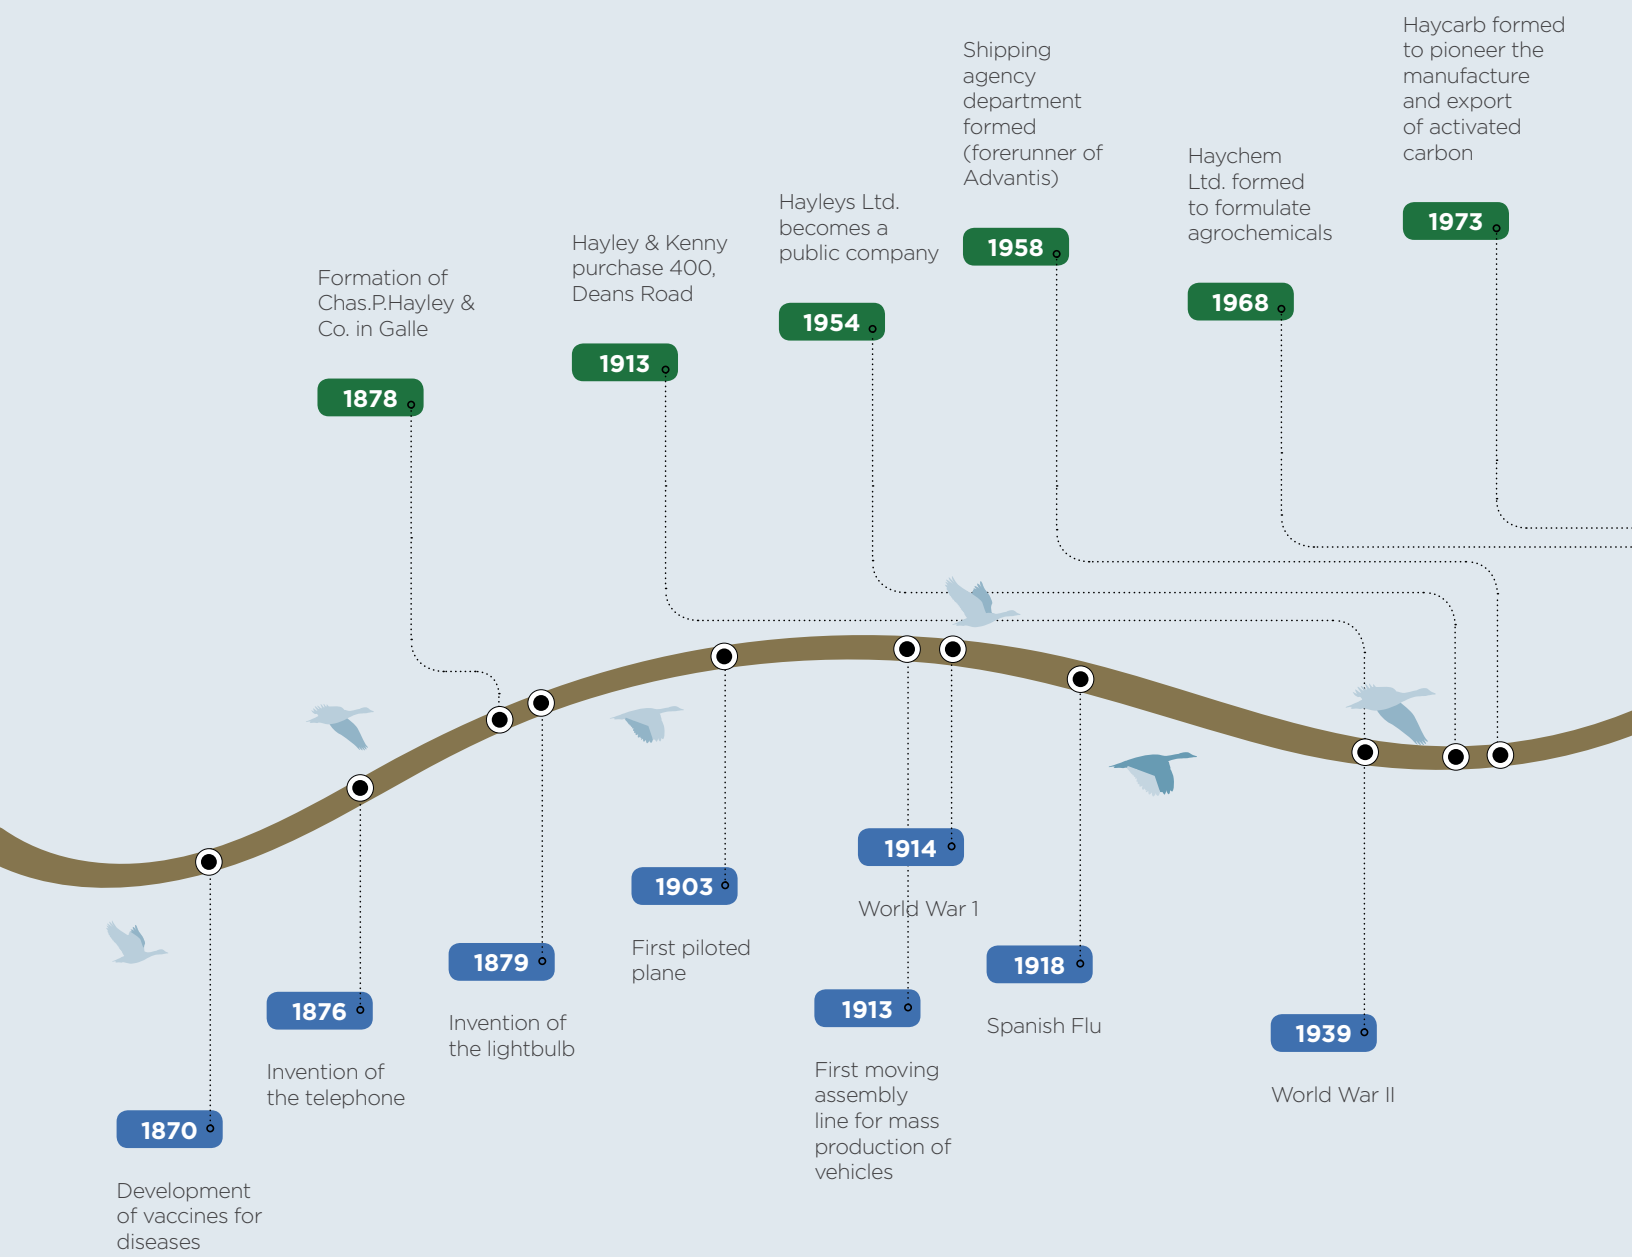 Formation of
Chas.P.Hayley &
Co. in Galle
1878
Hayley & Kenny
purchase 400,
Deans Road
1913
Hayleys Ltd.
becomes a
public company
1954
Shipping
agency
department
formed
(forerunner of
Advantis)
1958
Haychem
Ltd. formed
to formulate
agrochemicals
1968
Haycarb formed
to pioneer the
manufacture
and export
of activated
carbon
1973
1870
Development
of vaccines for
diseases
1876
Invention of
the telephone
1879
Invention of
the lightbulb
1903
First piloted
plane
1914
World War 1
1913
First moving
assembly
line for mass
production of
vehicles
1918
Spanish Flu
1939
World War II